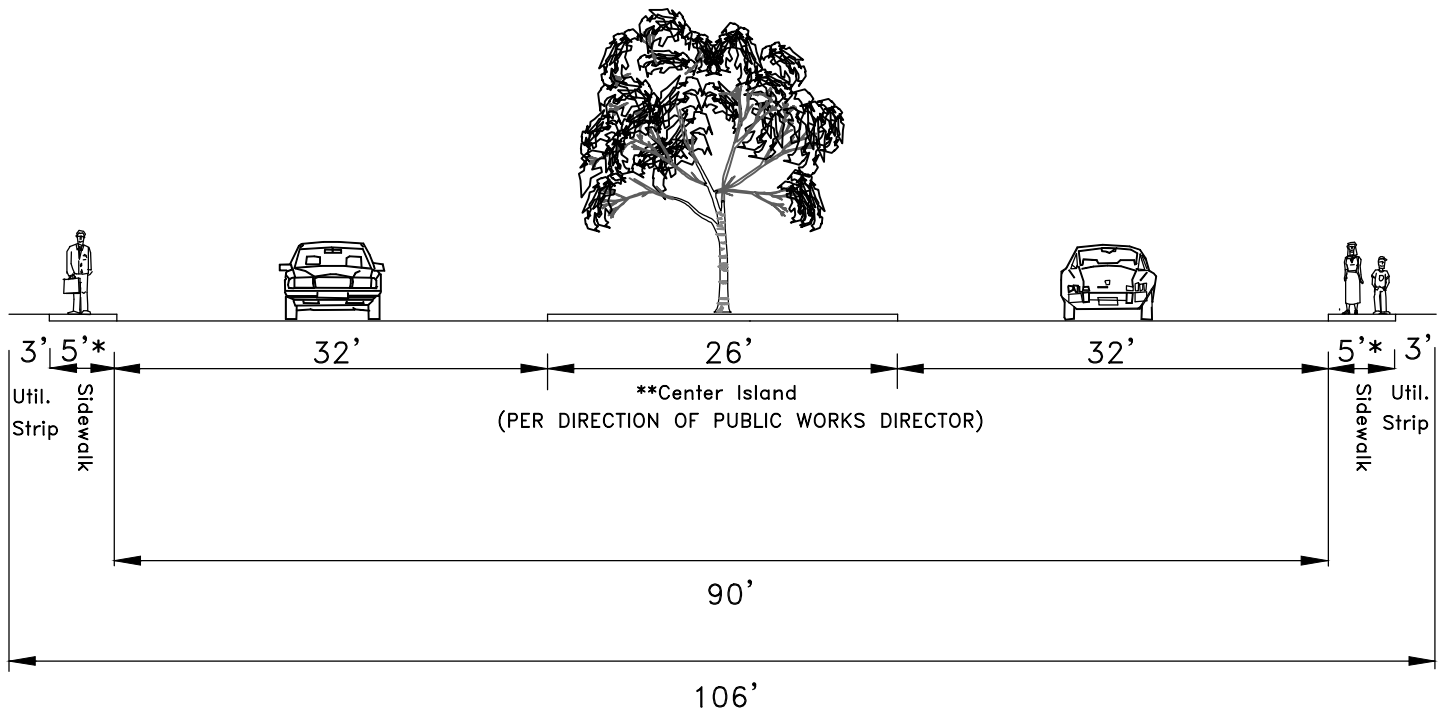 3' 5'* 32' 26' 32' 5'* 3'
Util.
Strip
Sidewalk
**Center Island
(PER DIRECTION OF PUBLIC WORKS DIRECTOR)
Sidewalk
Util.
Strip
90'
106'